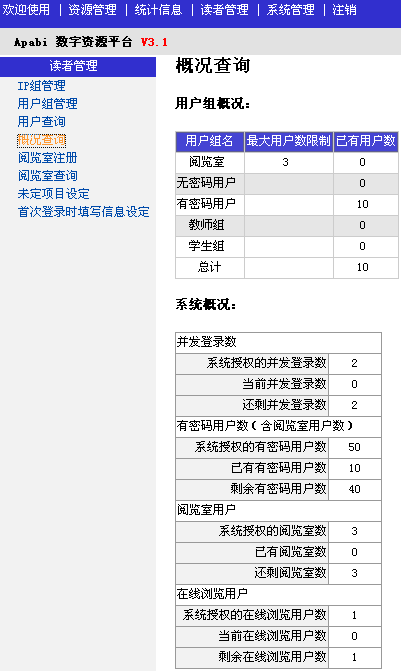 欢迎使用 | 资源管理 | 统计信息 | 读者管理 | 系统管理 | 注销
Apabi 数字资源平台 V3.1
读者管理
IP组管理
用户组管理
用户查询
概况查询
阅览室注册
阅览室查询
未定项目设定
首次登录时填写信息设定
概况查询
用户组概况：
用户组名 最大用户数限制 已有用户数
阅览室 3 0
无密码用户 0
有密码用户 10
教师组 0
学生组 0
总计 10
系统概况：
并发登录数
系统授权的并发登录数 2
当前并发登录数 0
还剩并发登录数 2
有密码用户数（含阅览室用户数）
系统授权的有密码用户数 50
已有有密码用户数 10
剩余有密码用户数 40
阅览室用户
系统授权的阅览室数 3
已有阅览室数 0
还剩阅览室数 3
在线浏览用户
系统授权的在线浏览用户数 1
当前在线浏览用户数 0
剩余在线浏览用户数 1